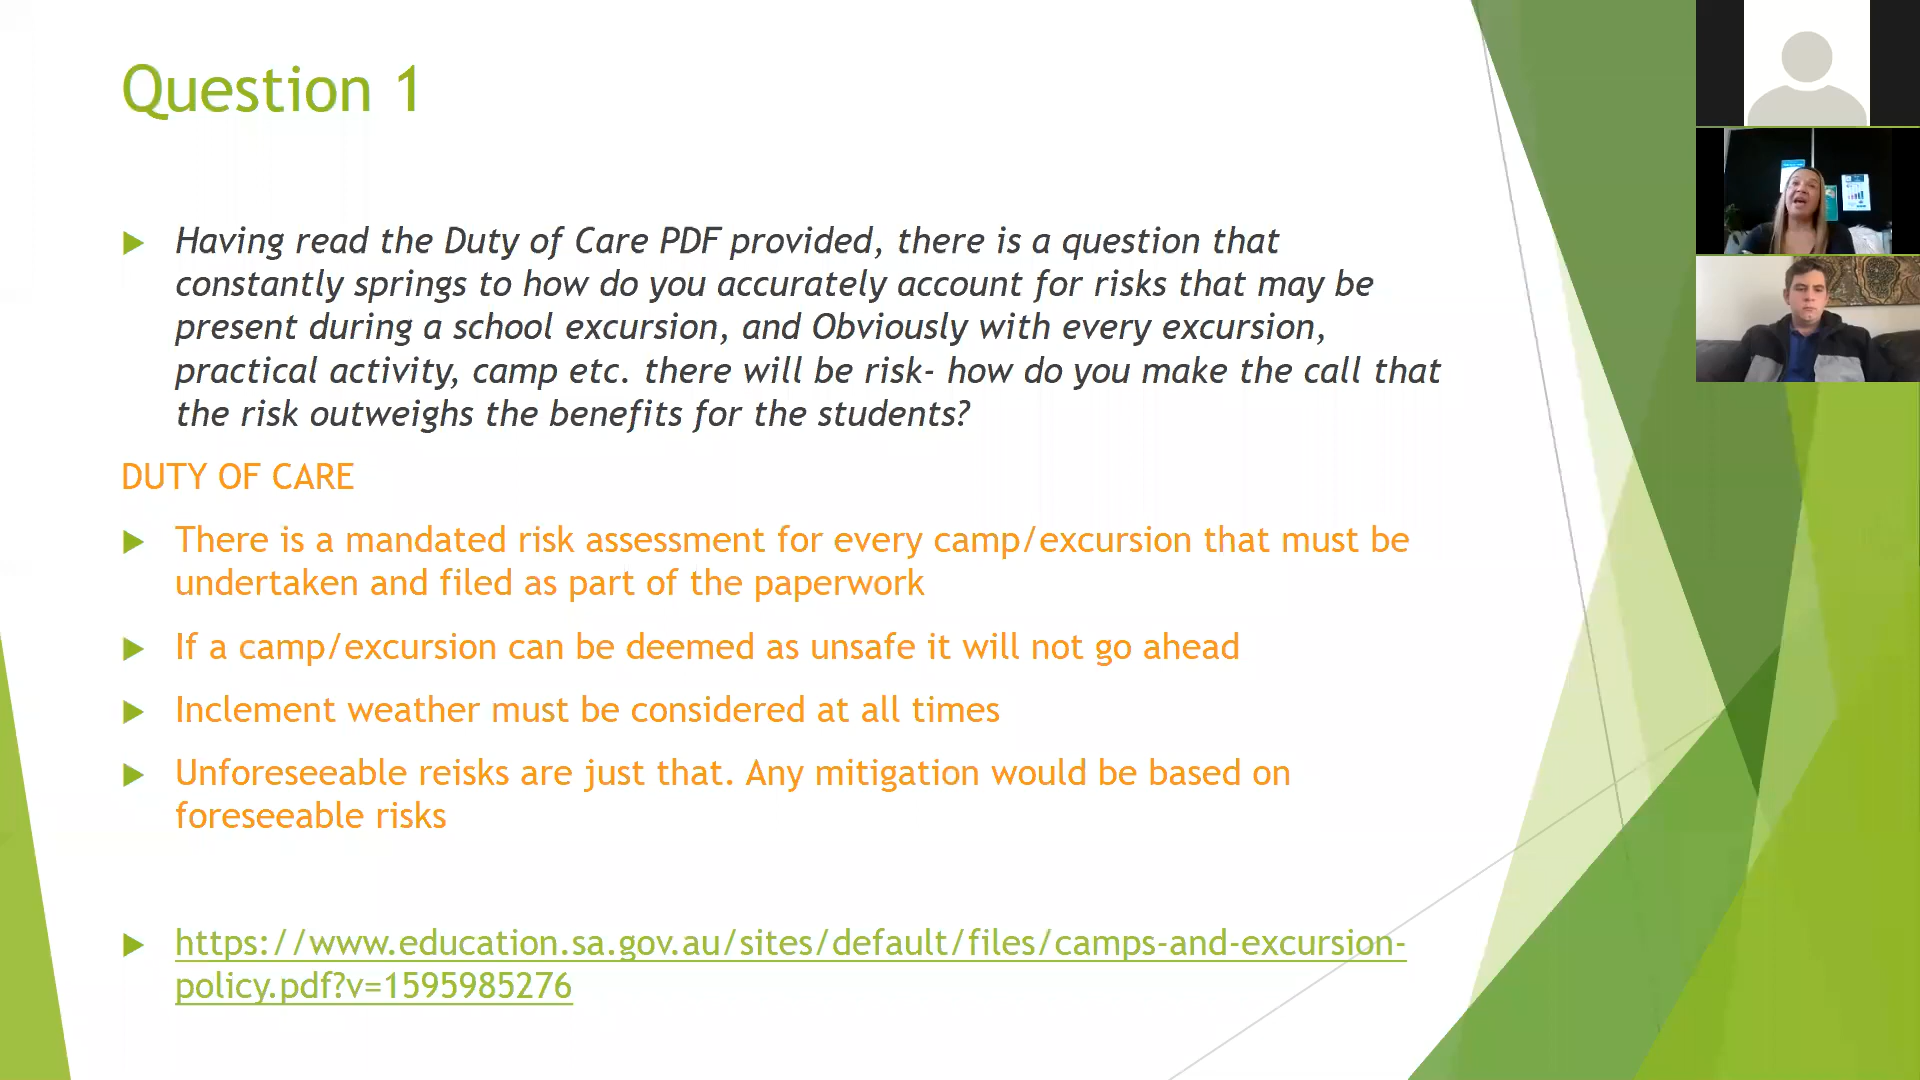 Question 1
Having read the Duty of Care PDF provided, there is a question that
constantly springs to how do you accurately account for risks that may be
present during a school excursion, and Obviously with every excursion,
practical activity, camp etc. there will be risk- how do you make the call that
the risk outweighs the benefits for the students?
DUTY OF CARE
There is a mandated risk assessment for every camp/excursion that must be
undertaken and filed as part of the paperwork
If a camp/excursion can be deemed as unsafe it will not go ahead
Inclement weather must be considered at all times
Unforeseeable reisks are just that. Any mitigation would be based on
foreseeable risks
https://www.education.sa.gov.au/sites/default/files/camps-and-excursion-
policy.pdf?v=1595985276